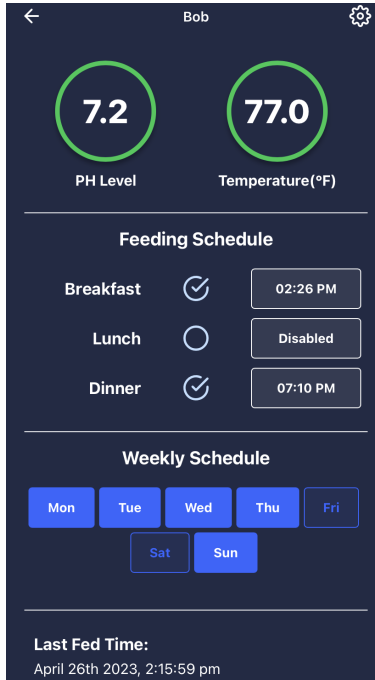 Bob
7.2 77.0
PH Level Temperature(ºF)
Feeding Schedule
Breakfast 02:26 PM
Lunch Disabled
Dinner 07:10 PM
Weekly Schedule
Mon Tue Wed Thu Fri
Sat Sun
Last Fed Time:
April 26th 2023, 2:15:59 pm